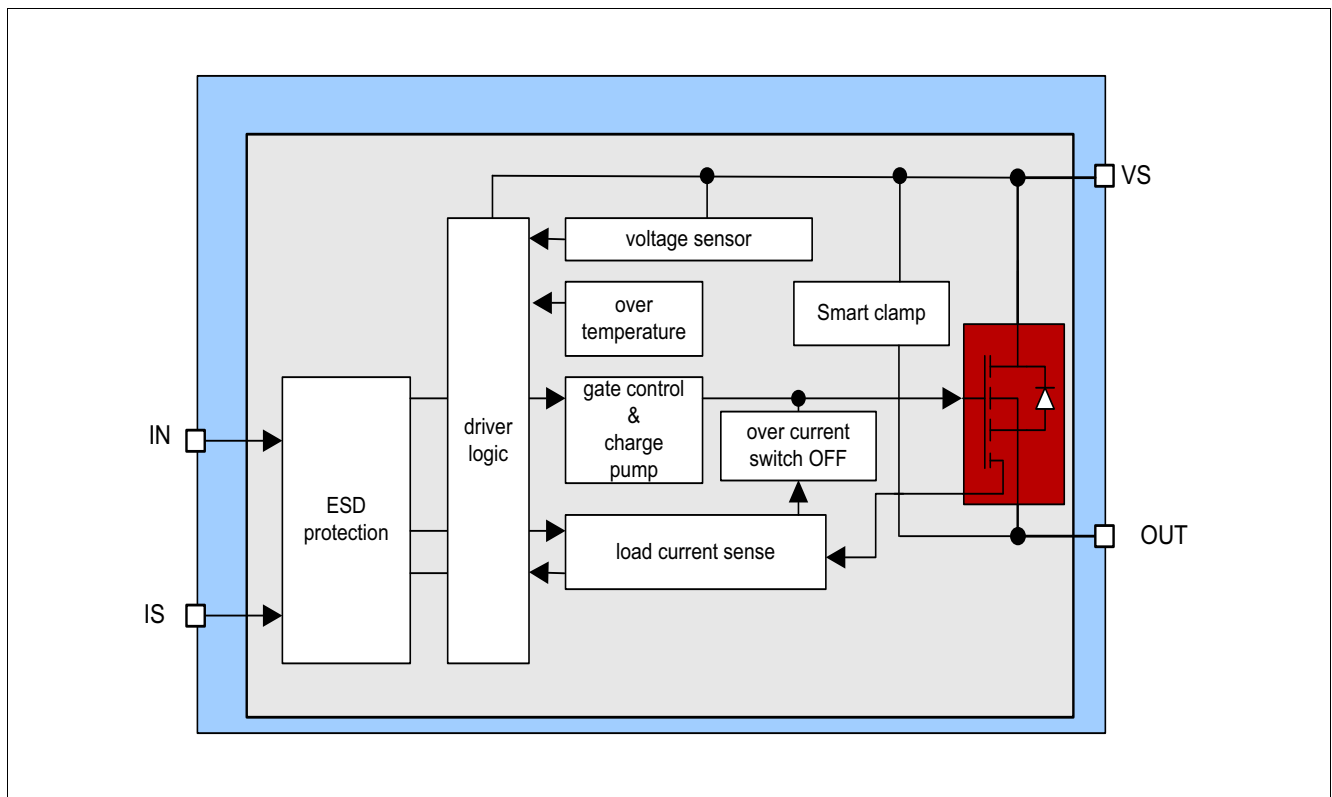 VS
voltage sensor
over
temperature
Smart clamp
gate control
&
charge
pump
over current
switch OFF
driver
logic
IN
ESD
protection
load current sense
OUT
IS